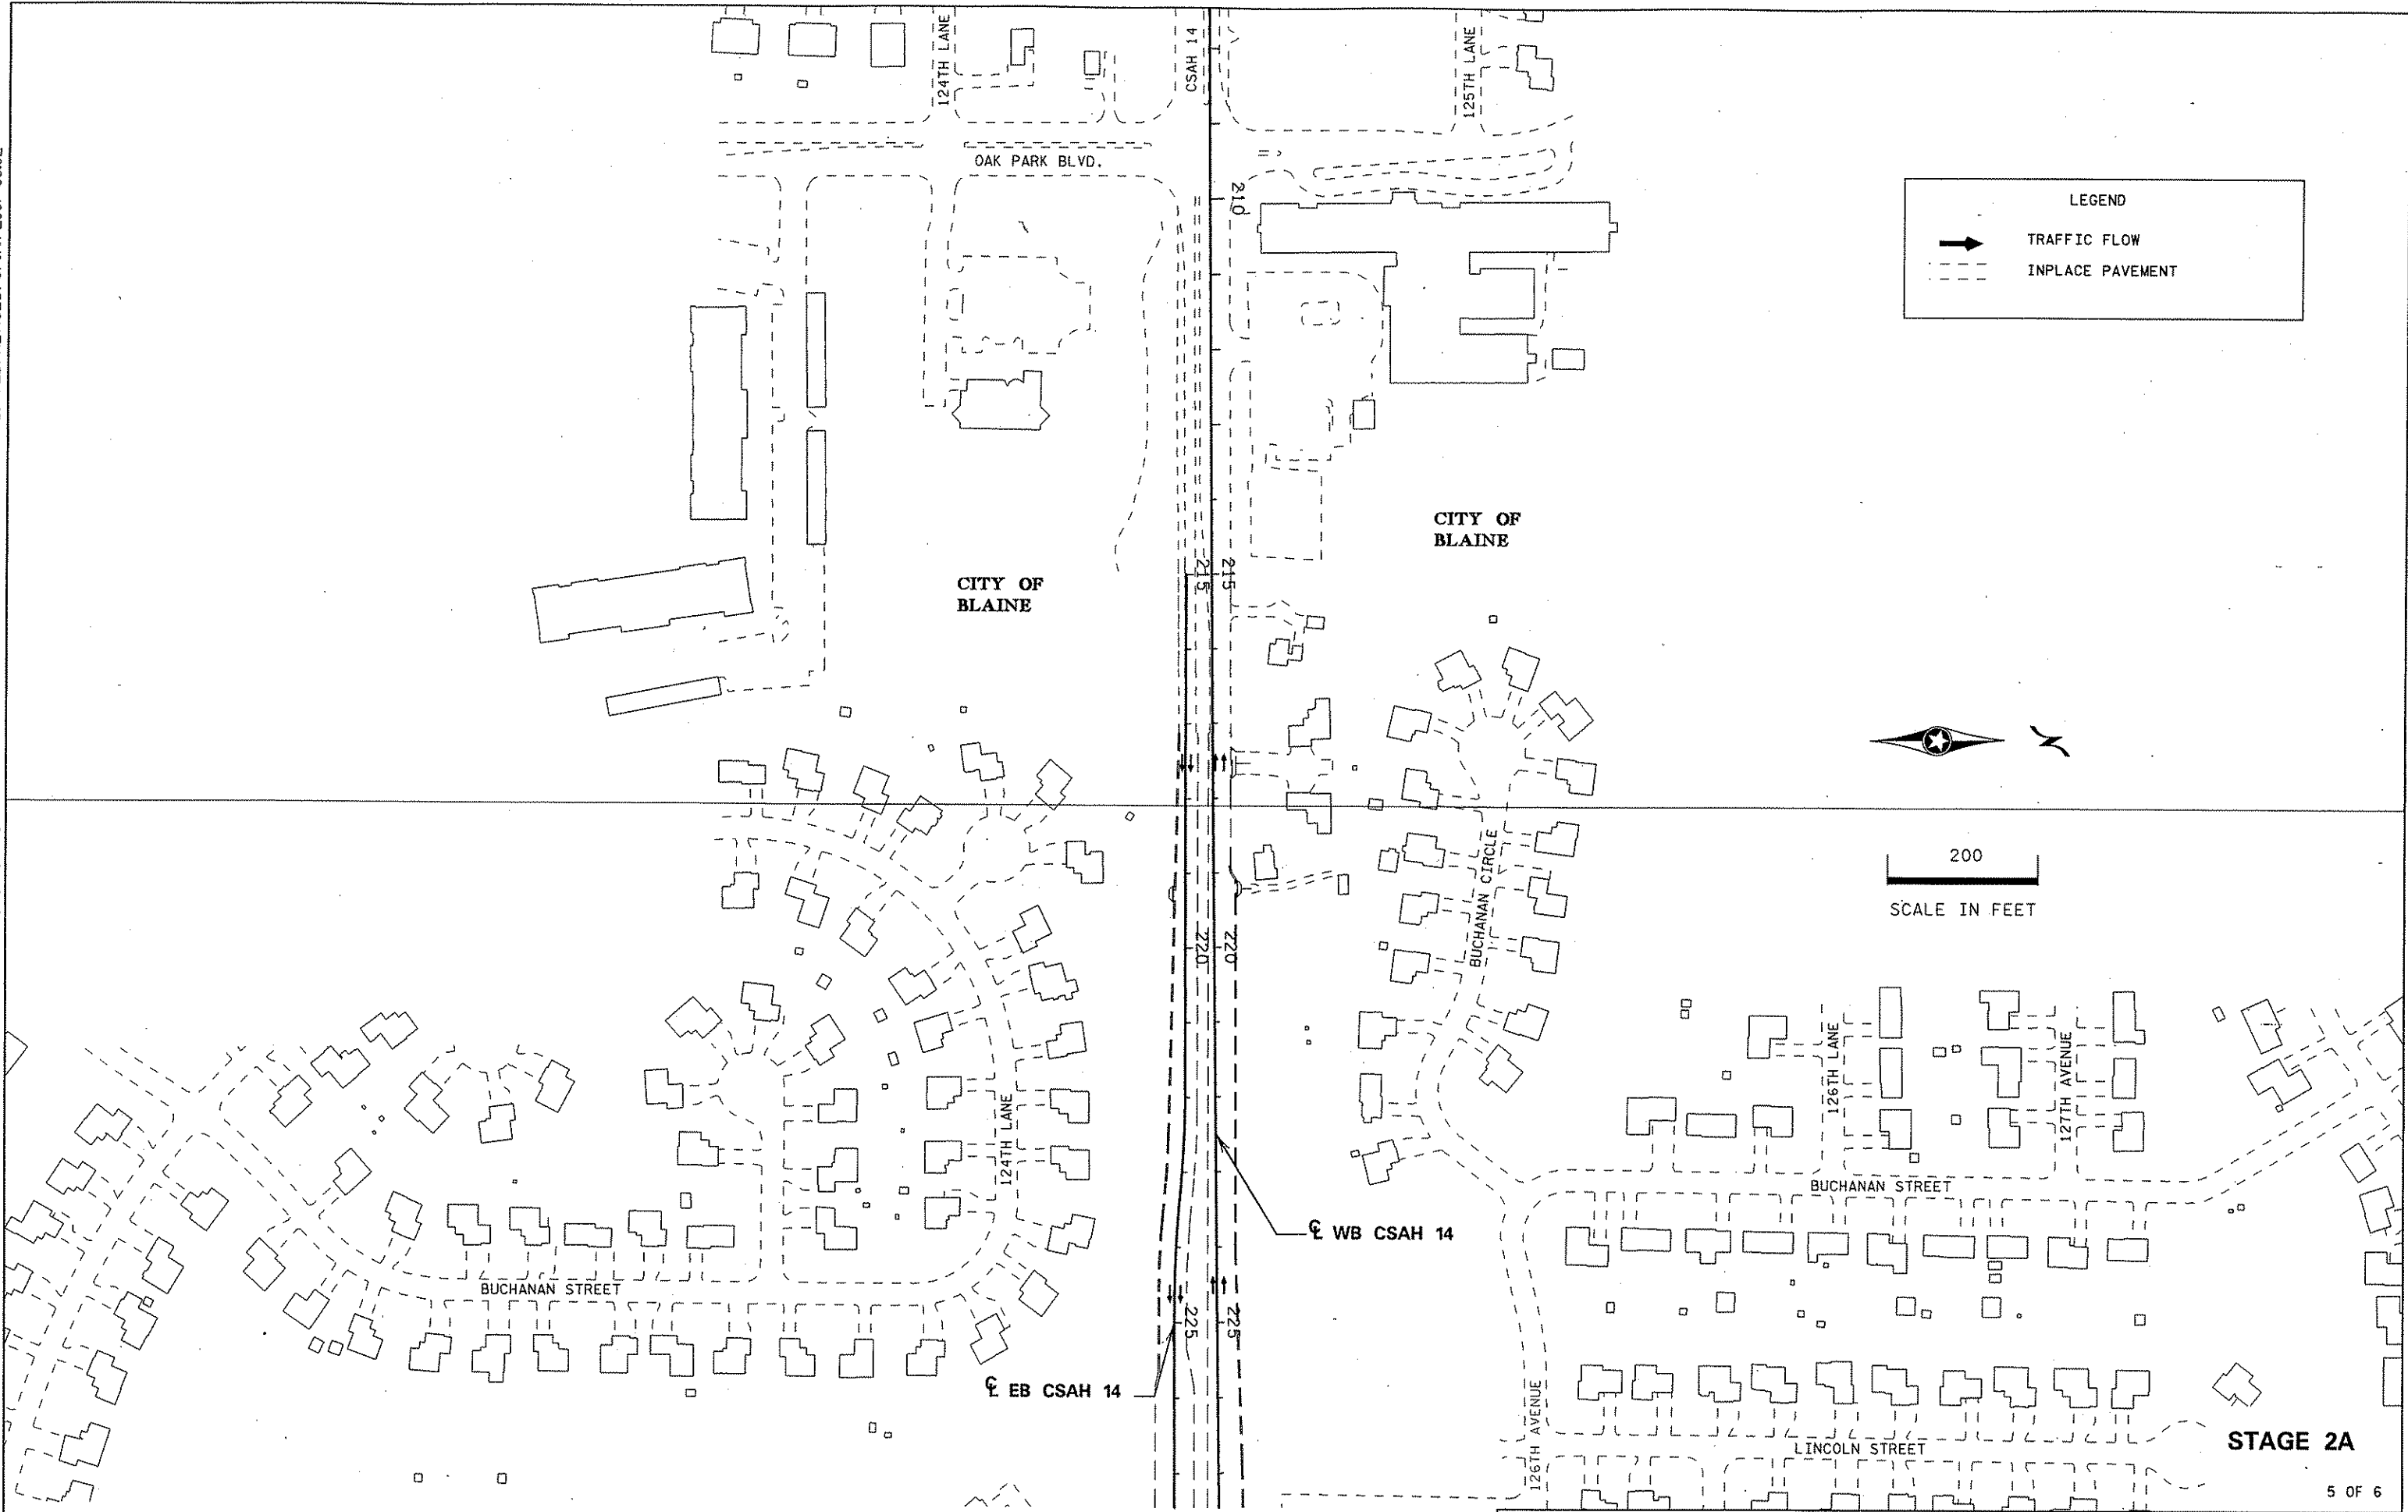 124TH LANE
CSAH 14
125TH LANE
OAK PARK BLVD.
210
LEGEND
TRAFFIC FLOW
INPLACE PAVEMENT
CITY OF
BLAINE
CITY OF
BLAINE
215
215
N
200
SCALE IN FEET
BUCHANAN CIRCLE
220
220
126TH LANE
127TH AVENUE
124TH LANE
BUCHANAN STREET
℄ WB CSAH 14
BUCHANAN STREET
225
225
℄ EB CSAH 14
126TH AVENUE
LINCOLN STREET
STAGE 2A
5 OF 6